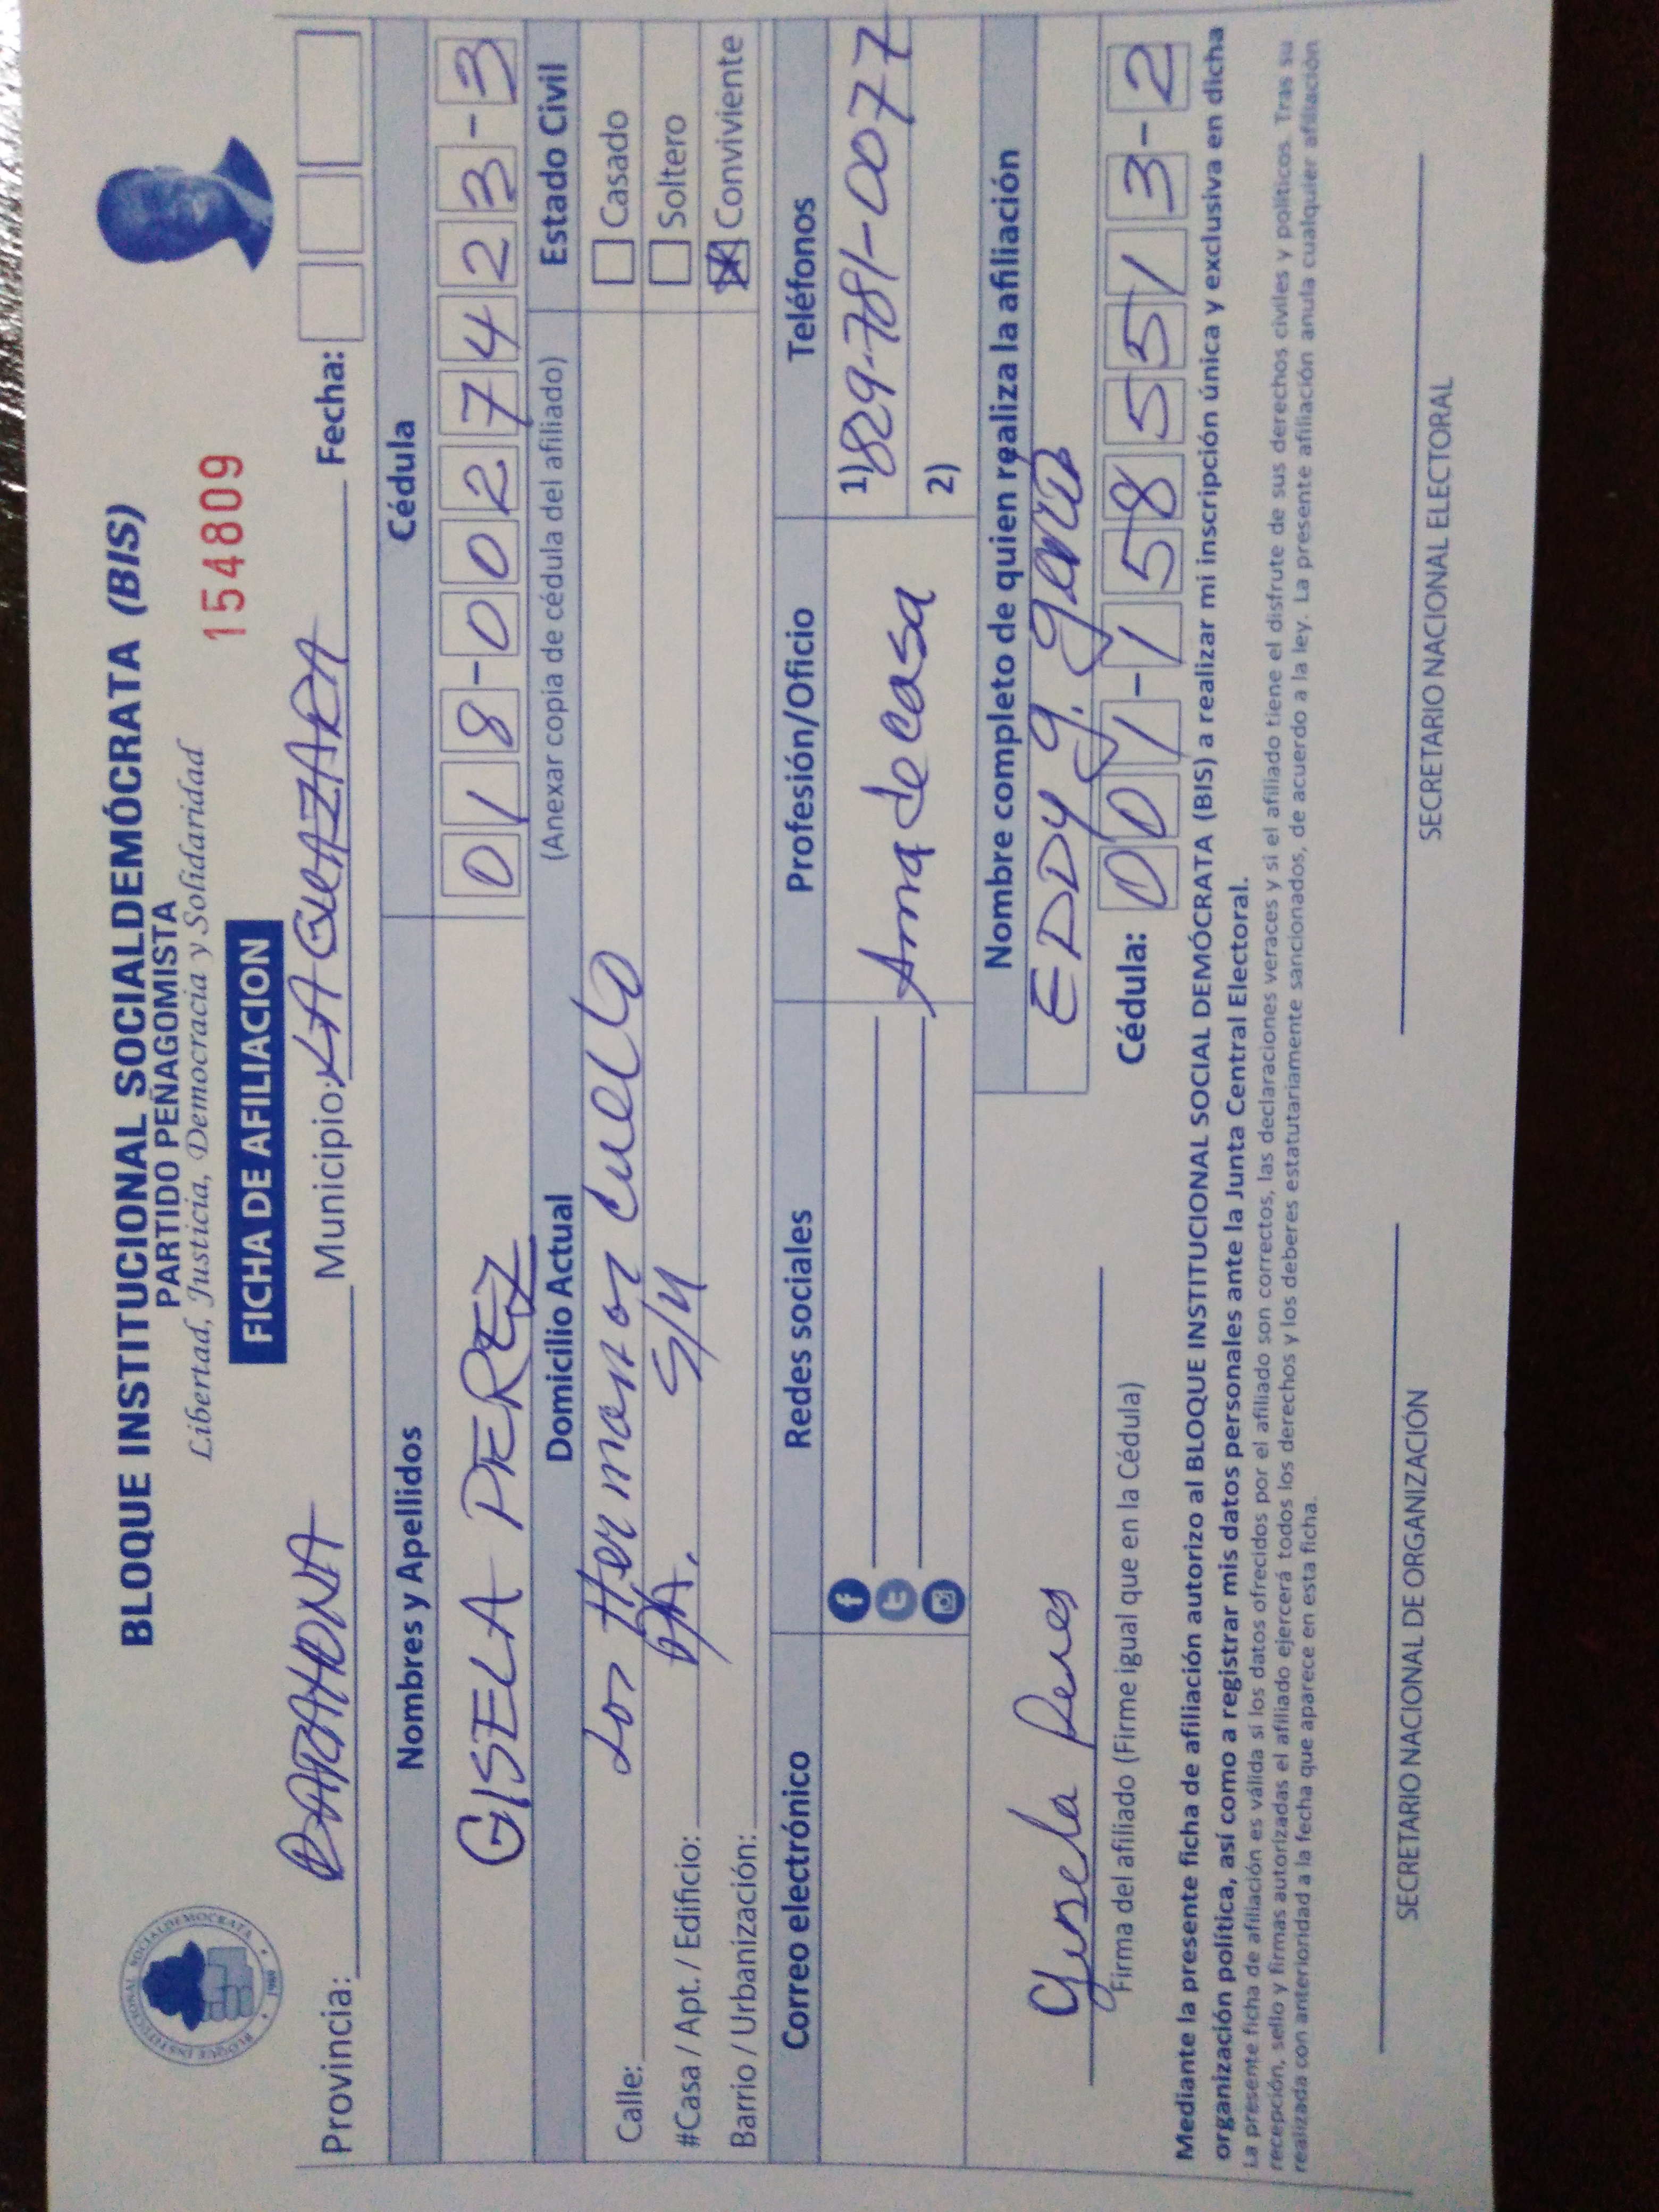 BLOQUE INSTITUCIONAL SOCIALDEMÓCRATA (BIS)
PARTIDO PEÑAGOMISTA
Libertad, Justicia, Democracia y Solidaridad
154809
FICHA DE AFILIACION
Provincia: BARAHONA Municipio: LA GUAZARA Fecha:
Nombres y Apellidos Cédula
GISELA PEREZ 018-0027423-3
Domicilio Actual (Anexar copia de cédula del afiliado) Estado Civil
Calle: Los Hermanos Cuello Casado
#Casa / Apt. / Edificio: S/N Soltero
Barrio / Urbanización: Conviviente
Correo electrónico Redes sociales Profesión/Oficio Teléfonos
Ama de casa 1) 829-781-0077
2)
Nombre completo de quien realiza la afiliación
EDDY G.
Cédula: 001-1585513-2
Gisela Peres
Firma del afiliado (Firme igual que en la Cédula)
Mediante la presente ficha de afiliación autorizo al BLOQUE INSTITUCIONAL SOCIAL DEMÓCRATA (BIS) a realizar mi inscripción única y exclusiva en dicha
organización política, así como a registrar mis datos personales ante la Junta Central Electoral.
La presente ficha de afiliación es válida sí los datos ofrecidos por el afiliado son correctos, las declaraciones veraces y si el afiliado tiene el disfrute de sus derechos civiles y políticos. Tras su
recepción, sello y firmas autorizadas el afiliado ejercerá todos los derechos y los deberes estatutariamente sancionados, de acuerdo a la ley. La presente afiliación anula cualquier afiliación
realizada con anterioridad a la fecha que aparece en esta ficha.
SECRETARIO NACIONAL DE ORGANIZACIÓN SECRETARIO NACIONAL ELECTORAL
BLOQUE INSTITUCIONAL SOCIALDEMOCRATA
1989